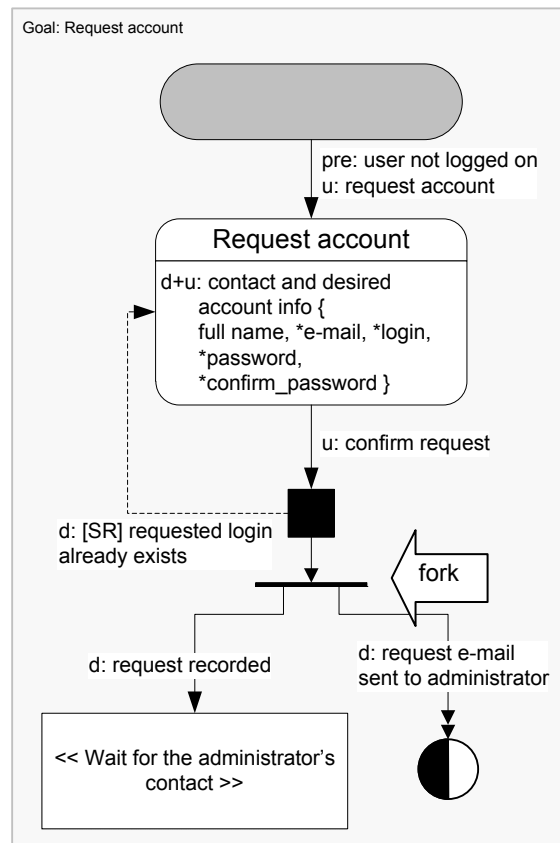 Goal: Request account
pre: user not logged on
u: request account
Request account
d+u: contact and desired
account info {
full name, *e-mail, *login,
*password,
*confirm_password }
u: confirm request
d: [SR] requested login
already exists
fork
d: request recorded
d: request e-mail
sent to administrator
<< Wait for the administrator’s
contact >>